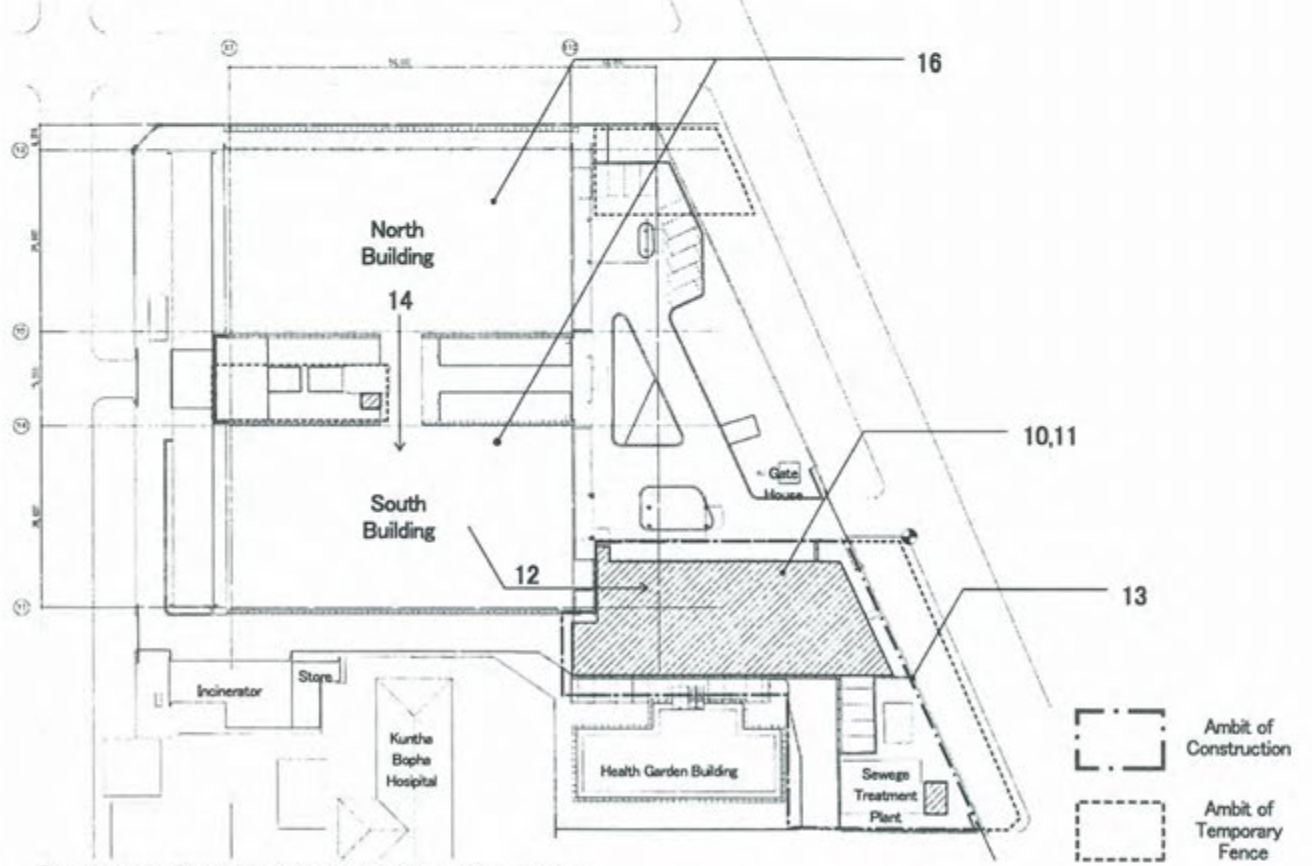 16
North
Building
14
10,11
Gate
House
South
Building
12
13
Incinerator
Store
Kuntha
Bopha
Hosipital
Health Garden Building
Sewege
Treatment
Plant
Ambit of
Construction
Ambit of
Temporary
Fence